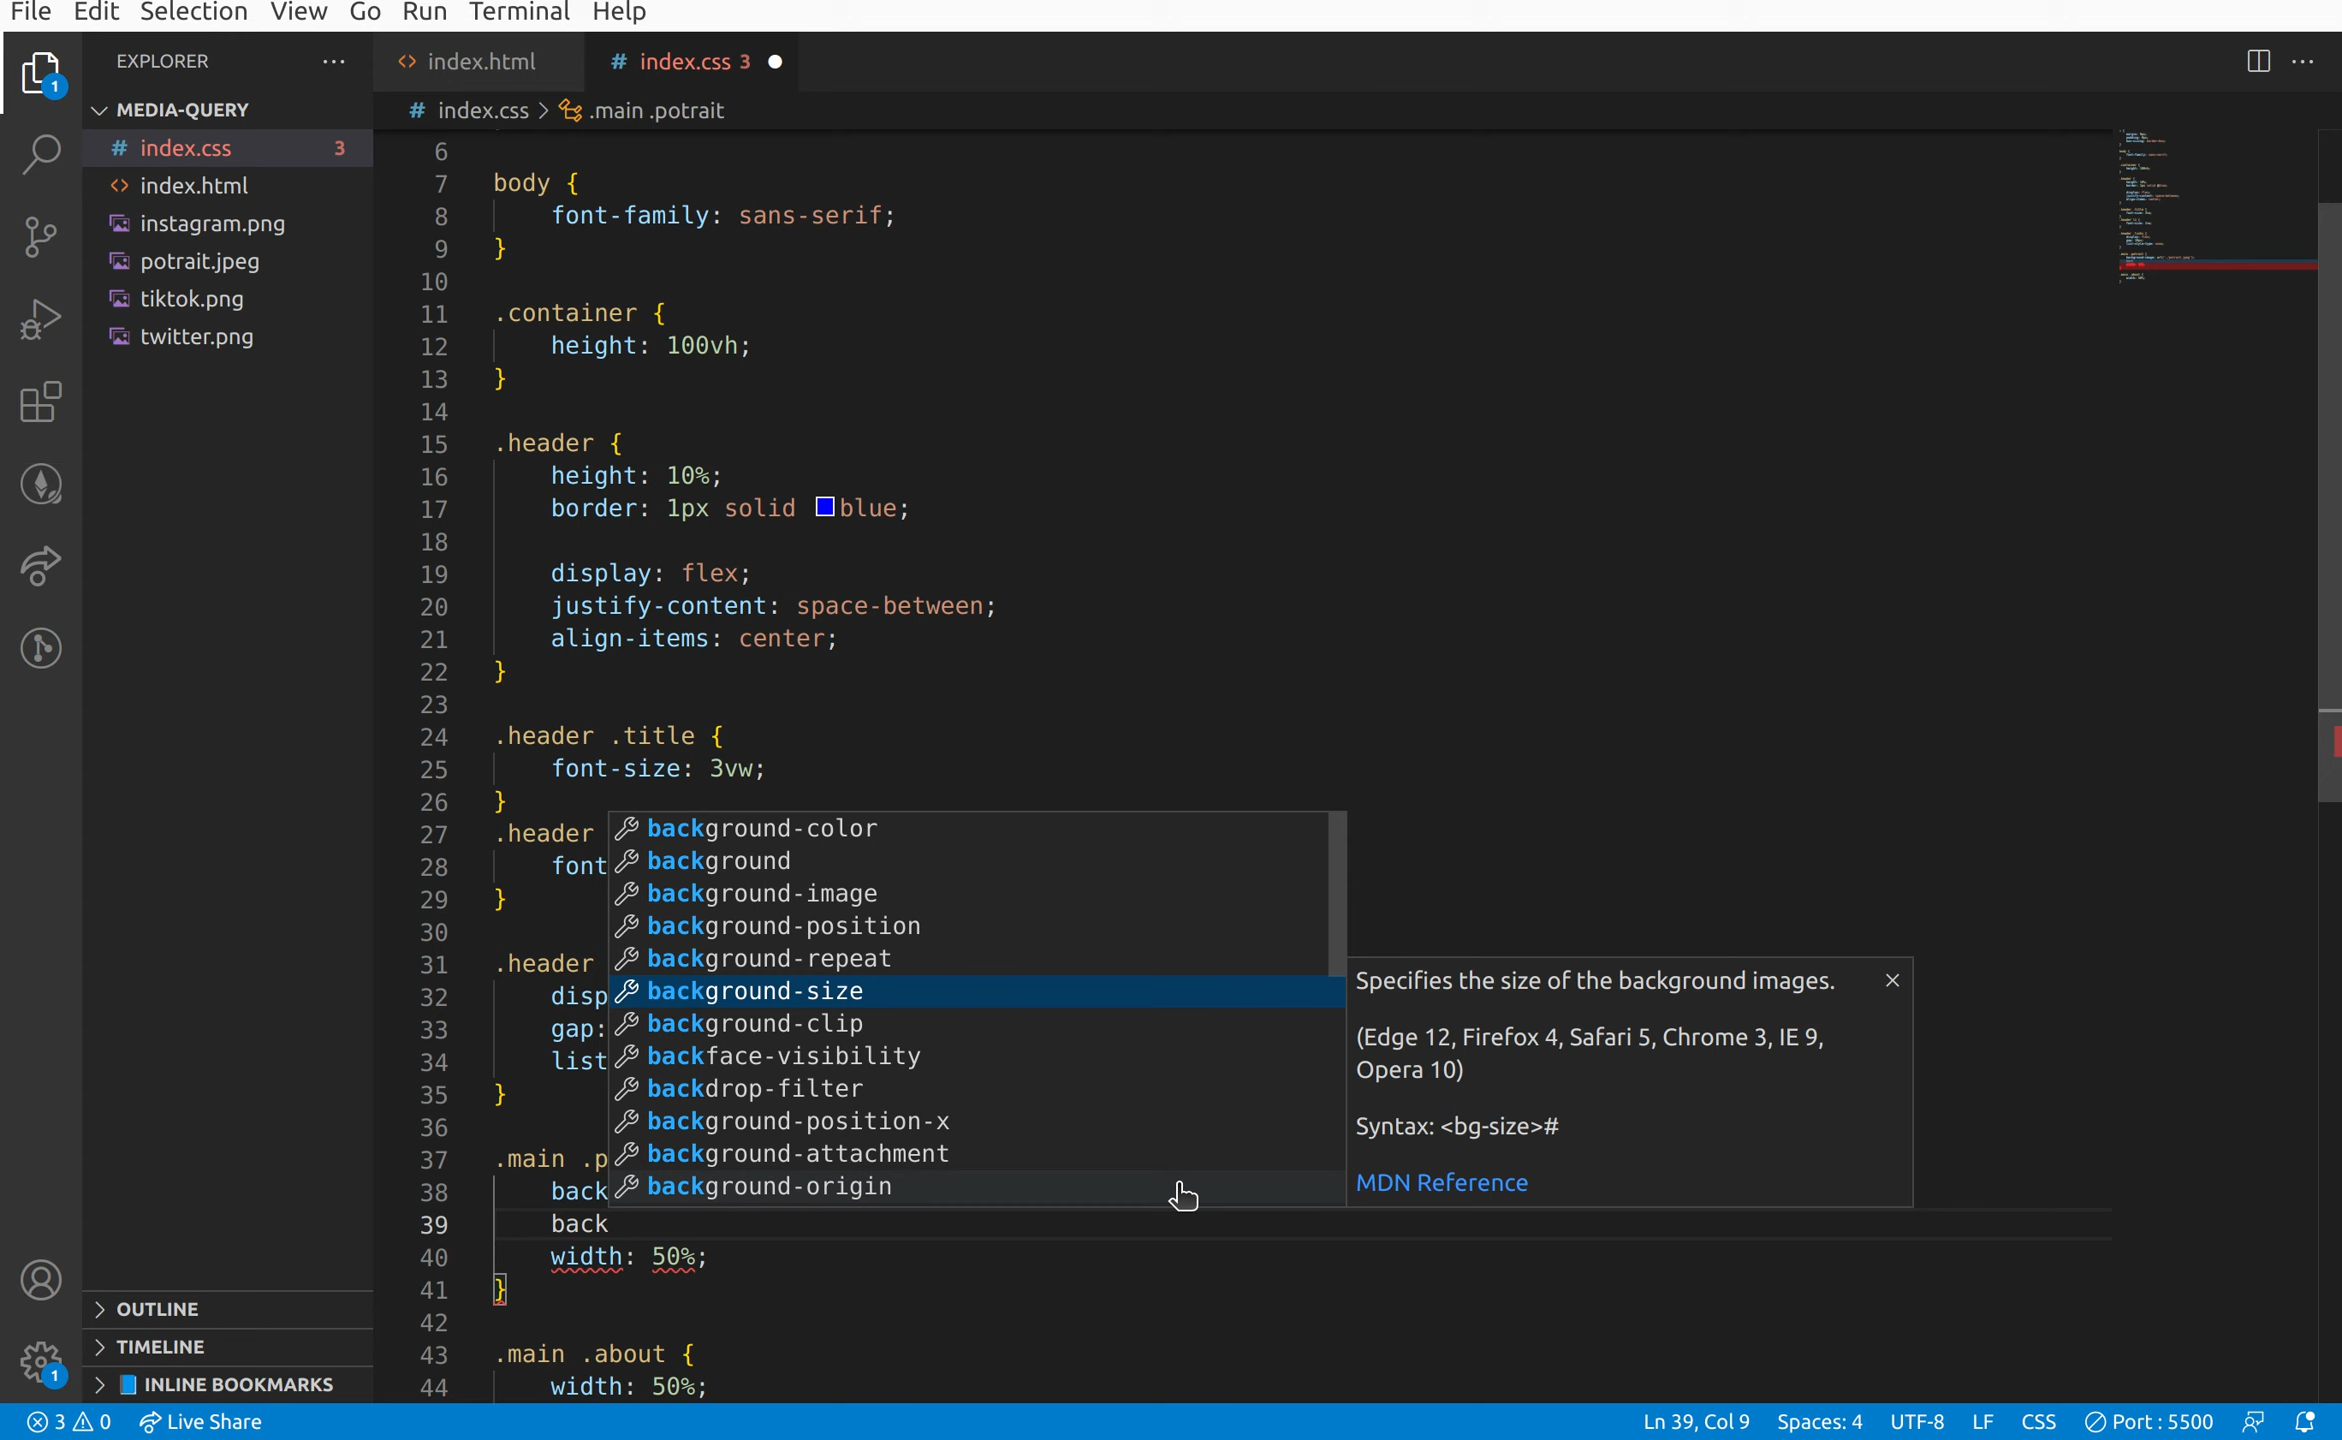 File Edit Selection View Go Run Terminal Help
EXPLORER ···
MEDIA-QUERY
# index.css 3
<> index.html
instagram.png
potrait.jpeg
tiktok.png
twitter.png
OUTLINE
TIMELINE
INLINE BOOKMARKS
1
1
<> index.html # index.css 3
# index.css > .main .potrait
6
7 body {
8 font-family: sans-serif;
9 }
10
11 .container {
12 height: 100vh;
13 }
14
15 .header {
16 height: 10%;
17 border: 1px solid blue;
18
19 display: flex;
20 justify-content: space-between;
21 align-items: center;
22 }
23
24 .header .title {
25 font-size: 3vw;
26 }
27 .header
28 font
29 }
30
31 .header
32 disp
33 gap:
34 list
35 }
36
37 .main .p
38 back
39 back
40 width: 50%;
41 }
42
43 .main .about {
44 width: 50%;
background-color
background
background-image
background-position
background-repeat
background-size
background-clip
backface-visibility
backdrop-filter
background-position-x
background-attachment
background-origin
Specifies the size of the background images.
(Edge 12, Firefox 4, Safari 5, Chrome 3, IE 9,
Opera 10)
Syntax: <bg-size>#
MDN Reference
3 0 Live Share Ln 39, Col 9 Spaces: 4 UTF-8 LF CSS Port : 5500